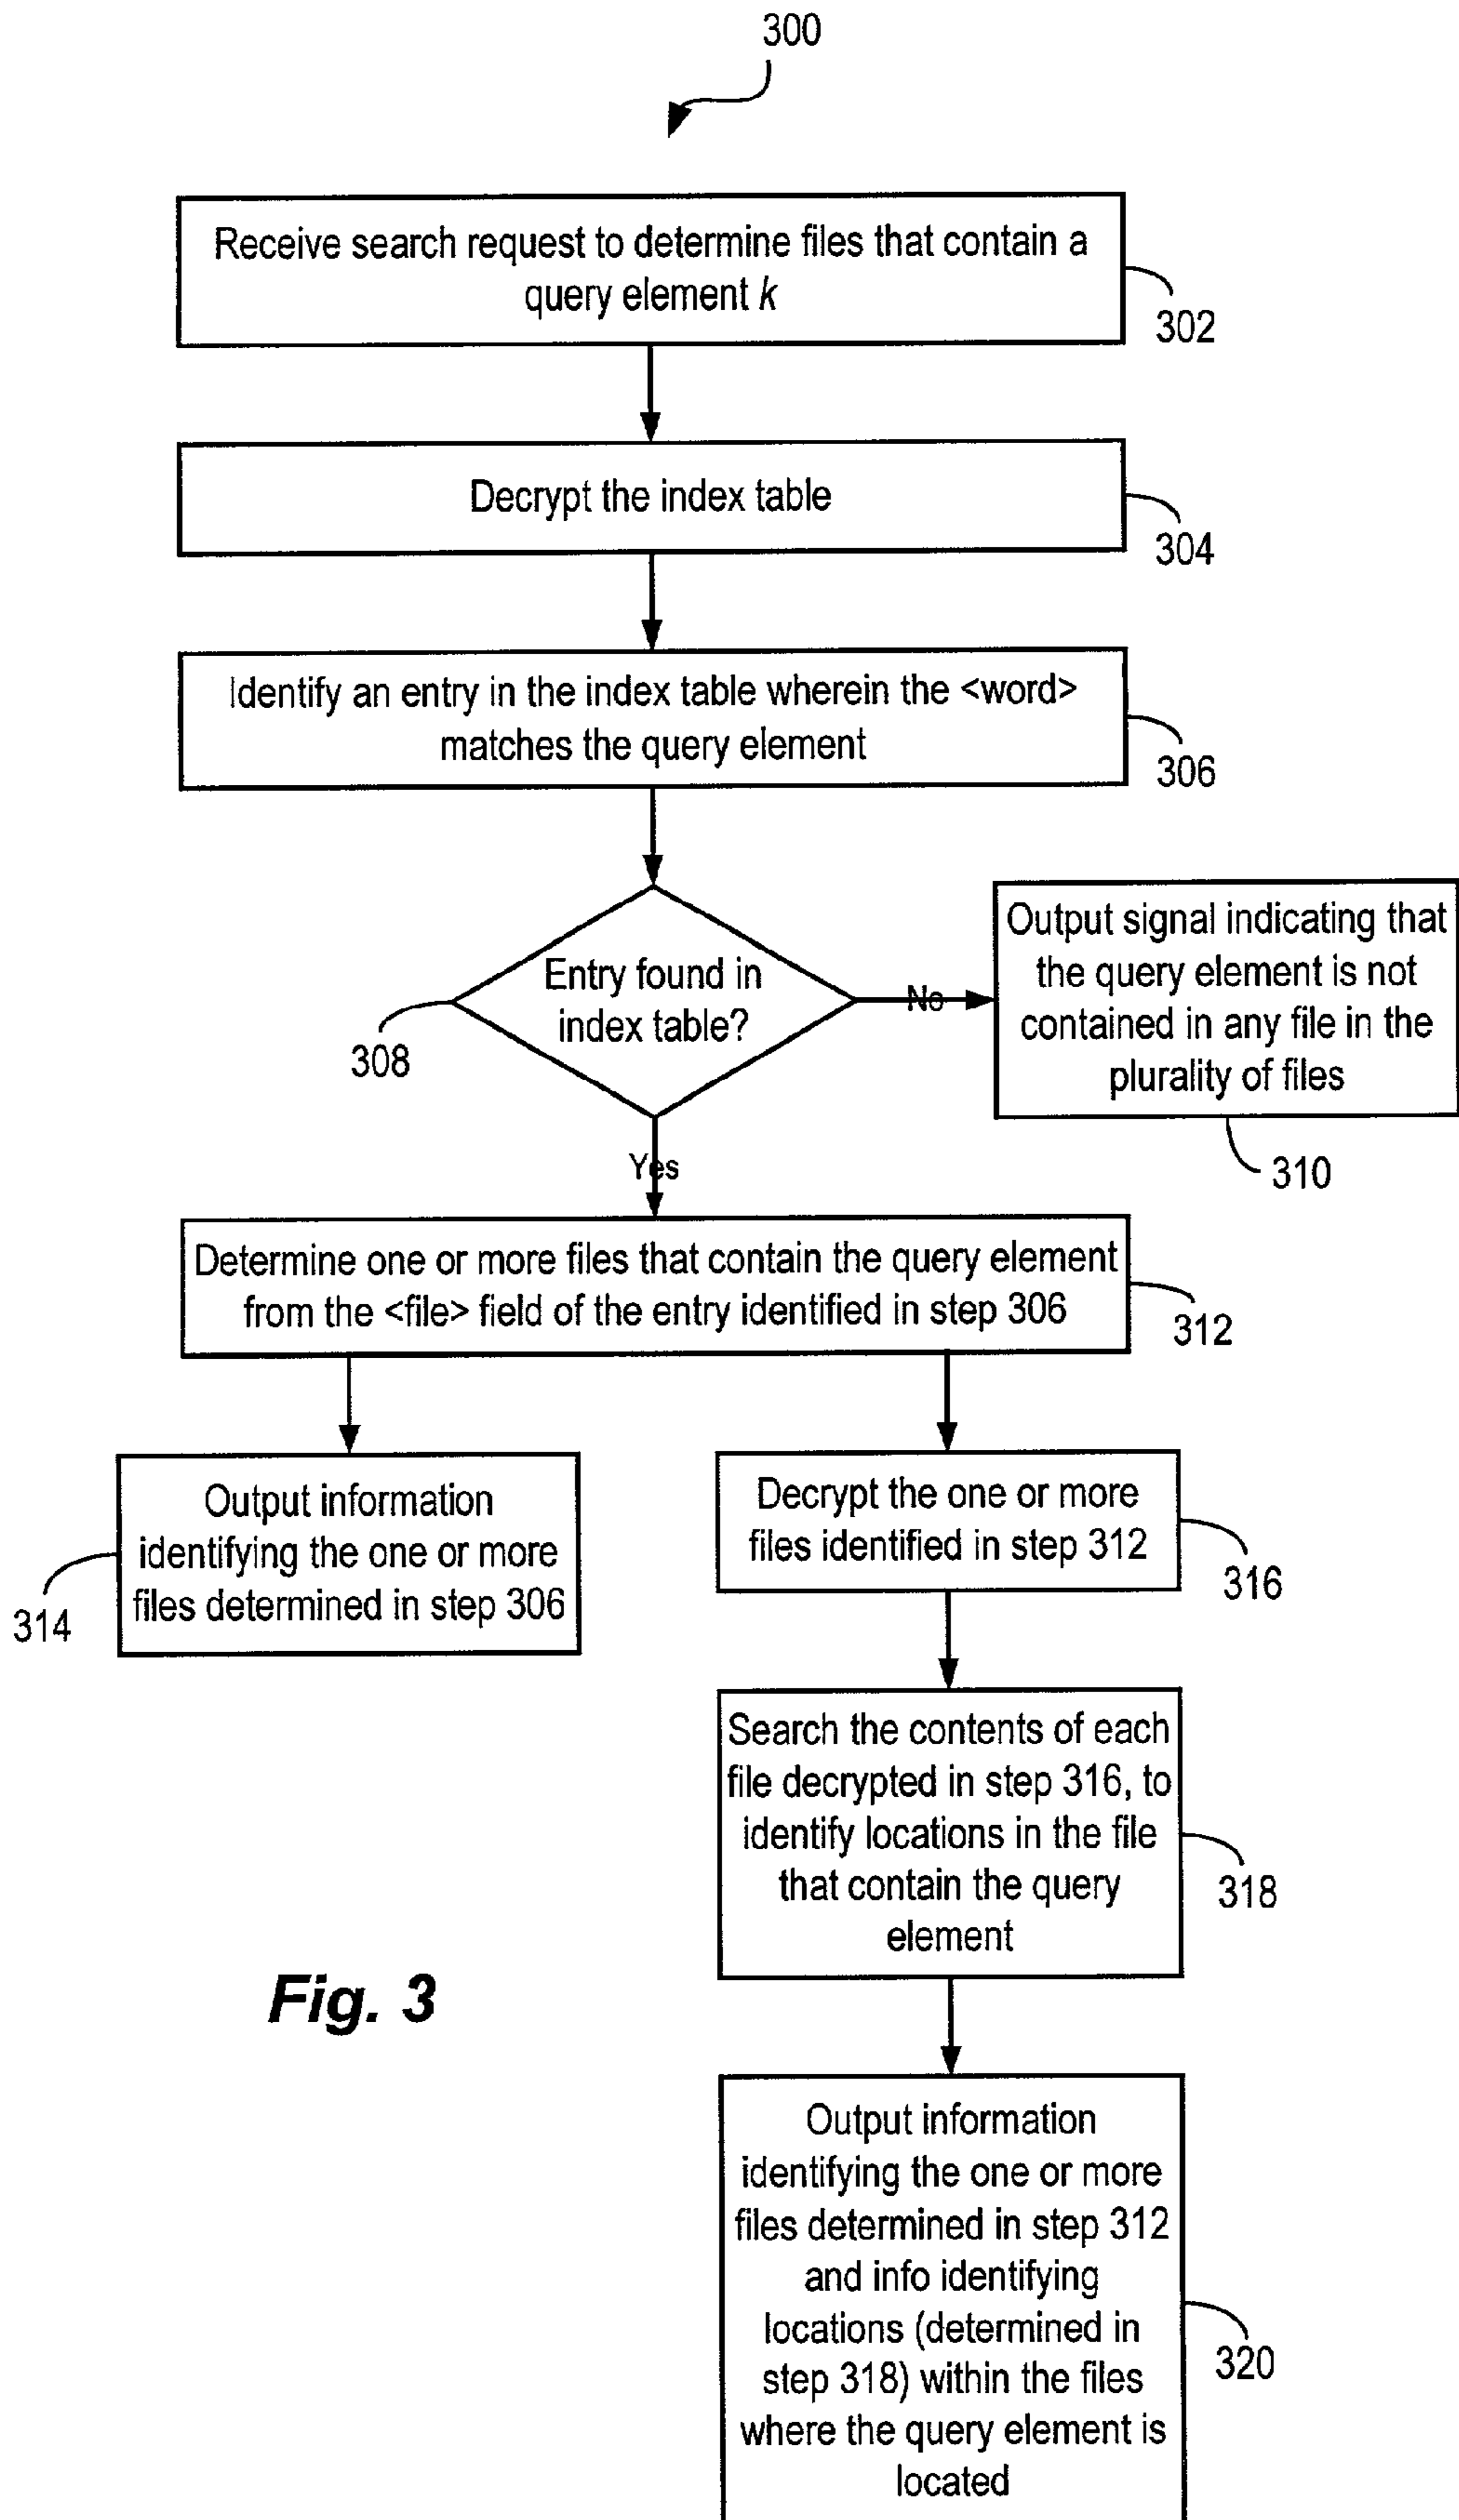 300
Receive search request to determine files that contain a
query element k
302
Decrypt the index table
304
Identify an entry in the index table wherein the <word>
matches the query element
306
Entry found in
index table?
308
No
Output signal indicating that
the query element is not
contained in any file in the
plurality of files
310
Yes
Determine one or more files that contain the query element
from the <file> field of the entry identified in step 306
312
Output information
identifying the one or more
files determined in step 306
314
Decrypt the one or more
files identified in step 312
316
Search the contents of each
file decrypted in step 316, to
identify locations in the file
that contain the query
element
318
Fig. 3
Output information
identifying the one or more
files determined in step 312
and info identifying
locations (determined in
step 318) within the files
where the query element is
located
320